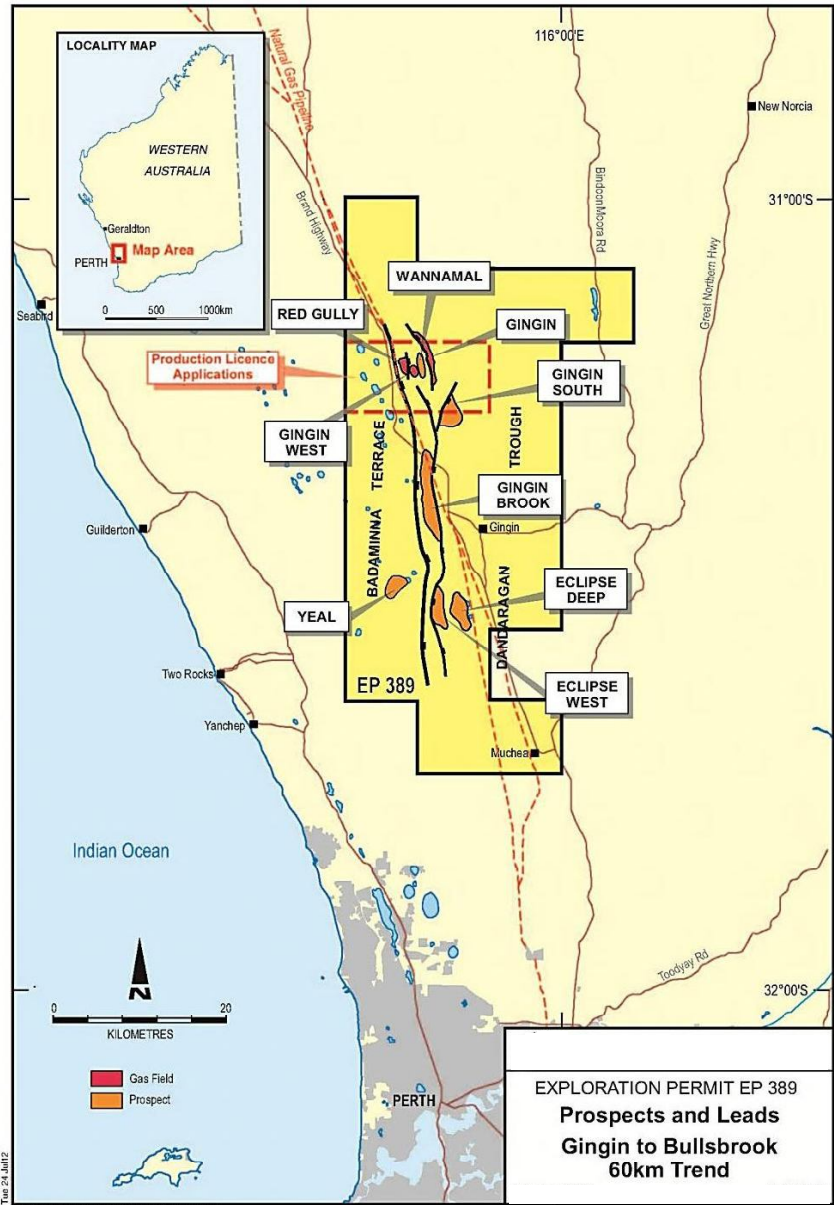 LOCALITY MAP
WESTERN
AUSTRALIA
Geraldton
PERTH
Map Area
0 500 1000km
116°00'E
Natural Gas Pipeline
Brand Highway
Bindoon Moora Rd
Great Northern Hwy
New Norcia
31°00'S
Seabird
WANNAMAL
RED GULLY
GINGIN
Production Licence
Applications
GINGIN
SOUTH
GINGIN
WEST
TERRACE
BADAMINNA
TROUGH
DANDARAGAN
GINGIN
BROOK
Guilderton
Gingin
ECLIPSE
DEEP
YEAL
ECLIPSE
WEST
Two Rocks
EP 389
Yanchep
Muchea
Indian Ocean
Toodyay Rd
32°00'S
N
0 20
KILOMETRES
Gas Field
Prospect
PERTH
EXPLORATION PERMIT EP 389
Prospects and Leads
Gingin to Bullsbrook
60km Trend
Tue 24 Jul12